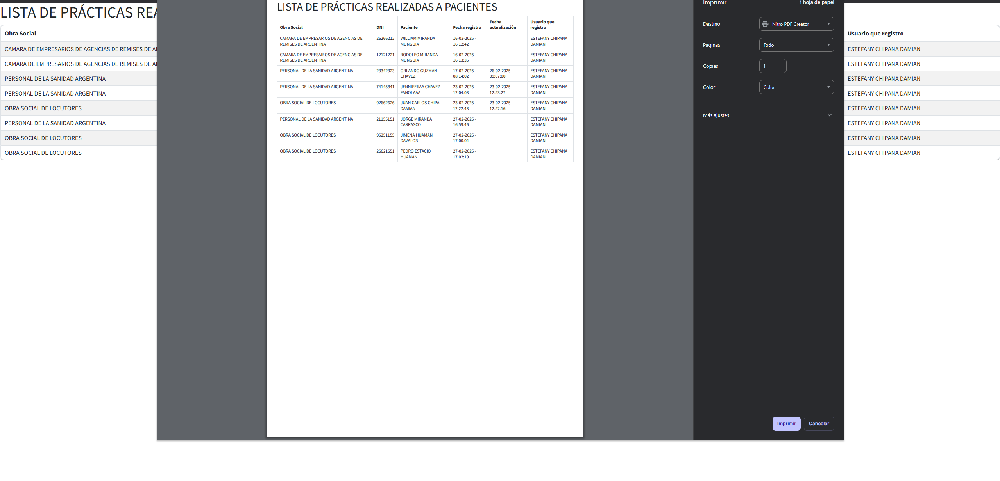 LISTA DE PRÁCTICAS REA
Obra Social
CAMARA DE EMPRESARIOS DE AGENCIAS DE REMISES DE A
CAMARA DE EMPRESARIOS DE AGENCIAS DE REMISES DE A
PERSONAL DE LA SANIDAD ARGENTINA
PERSONAL DE LA SANIDAD ARGENTINA
OBRA SOCIAL DE LOCUTORES
PERSONAL DE LA SANIDAD ARGENTINA
OBRA SOCIAL DE LOCUTORES
OBRA SOCIAL DE LOCUTORES
LISTA DE PRÁCTICAS REALIZADAS A PACIENTES
Obra Social DNI Paciente Fecha registro Fecha actualización Usuario que registro
CAMARA DE EMPRESARIOS DE AGENCIAS DE REMISES DE ARGENTINA 26266212 WILLIAM MIRANDA MUNGUIA 16-02-2025 - 16:12:42 ESTEFANY CHIPANA DAMIAN
CAMARA DE EMPRESARIOS DE AGENCIAS DE REMISES DE ARGENTINA 12121221 RODOLFO MIRANDA MUNGUIA 16-02-2025 - 16:13:35 ESTEFANY CHIPANA DAMIAN
PERSONAL DE LA SANIDAD ARGENTINA 23342323 ORLANDO GUZMAN CHAVEZ 17-02-2025 - 08:14:02 26-02-2025 - 09:07:00 ESTEFANY CHIPANA DAMIAN
PERSONAL DE LA SANIDAD ARGENTINA 74145841 JENNIFERAA CHAVEZ FANOLAAA 23-02-2025 - 12:04:03 23-02-2025 - 12:53:27 ESTEFANY CHIPANA DAMIAN
OBRA SOCIAL DE LOCUTORES 92662626 JUAN CARLOS CHIPA DAMIAN 23-02-2025 - 12:22:48 23-02-2025 - 12:52:16 ESTEFANY CHIPANA DAMIAN
PERSONAL DE LA SANIDAD ARGENTINA 21155151 JORGE MIRANDA CARRASCO 27-02-2025 - 16:59:46 ESTEFANY CHIPANA DAMIAN
OBRA SOCIAL DE LOCUTORES 95251155 JIMENA HUAMAN DAVALOS 27-02-2025 - 17:00:04 ESTEFANY CHIPANA DAMIAN
OBRA SOCIAL DE LOCUTORES 26621651 PEDRO ESTACIO HUAMAN 27-02-2025 - 17:02:19 ESTEFANY CHIPANA DAMIAN
Imprimir 1 hoja de papel
Destino Nitro PDF Creator
Páginas Todo
Copias 1
Color Color
Más ajustes
Imprimir Cancelar
Usuario que registro
ESTEFANY CHIPANA DAMIAN
ESTEFANY CHIPANA DAMIAN
ESTEFANY CHIPANA DAMIAN
ESTEFANY CHIPANA DAMIAN
ESTEFANY CHIPANA DAMIAN
ESTEFANY CHIPANA DAMIAN
ESTEFANY CHIPANA DAMIAN
ESTEFANY CHIPANA DAMIAN